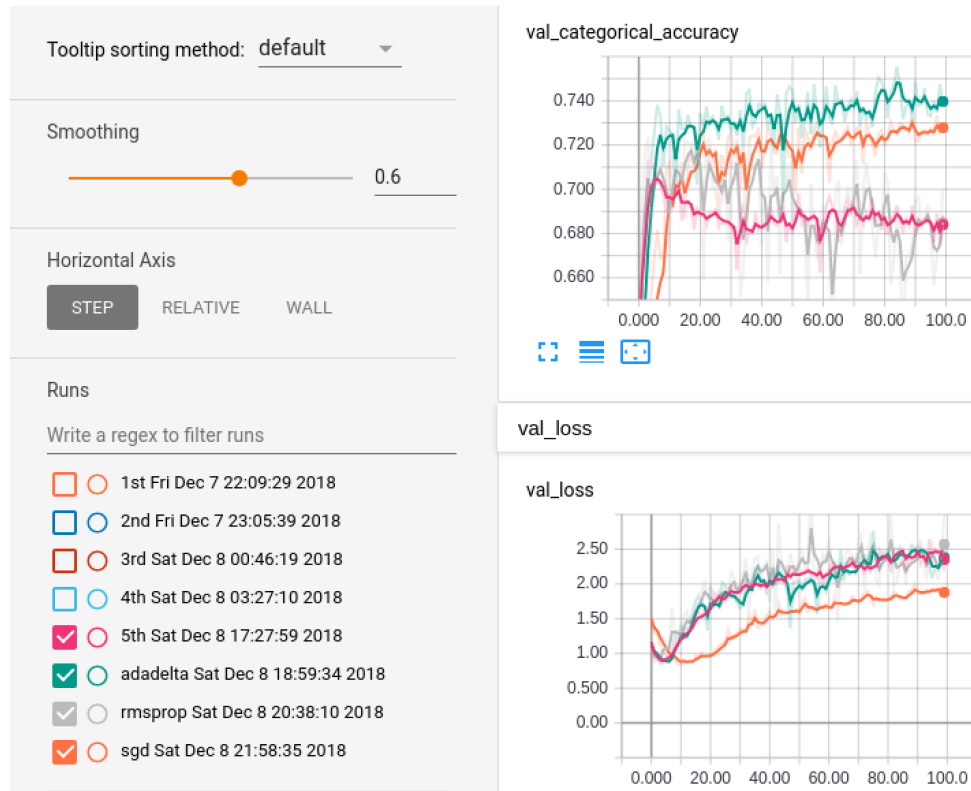 Tooltip sorting method: default
Smoothing
0.6
Horizontal Axis
STEP RELATIVE WALL
Runs
Write a regex to filter runs
1st Fri Dec 7 22:09:29 2018
2nd Fri Dec 7 23:05:39 2018
3rd Sat Dec 8 00:46:19 2018
4th Sat Dec 8 03:27:10 2018
5th Sat Dec 8 17:27:59 2018
adadelta Sat Dec 8 18:59:34 2018
rmsprop Sat Dec 8 20:38:10 2018
sgd Sat Dec 8 21:58:35 2018
val_categorical_accuracy
0.740
0.720
0.700
0.680
0.660
0.000 20.00 40.00 60.00 80.00 100.0
val_loss
val_loss
2.50
2.00
1.50
1.00
0.500
0.00
0.000 20.00 40.00 60.00 80.00 100.0